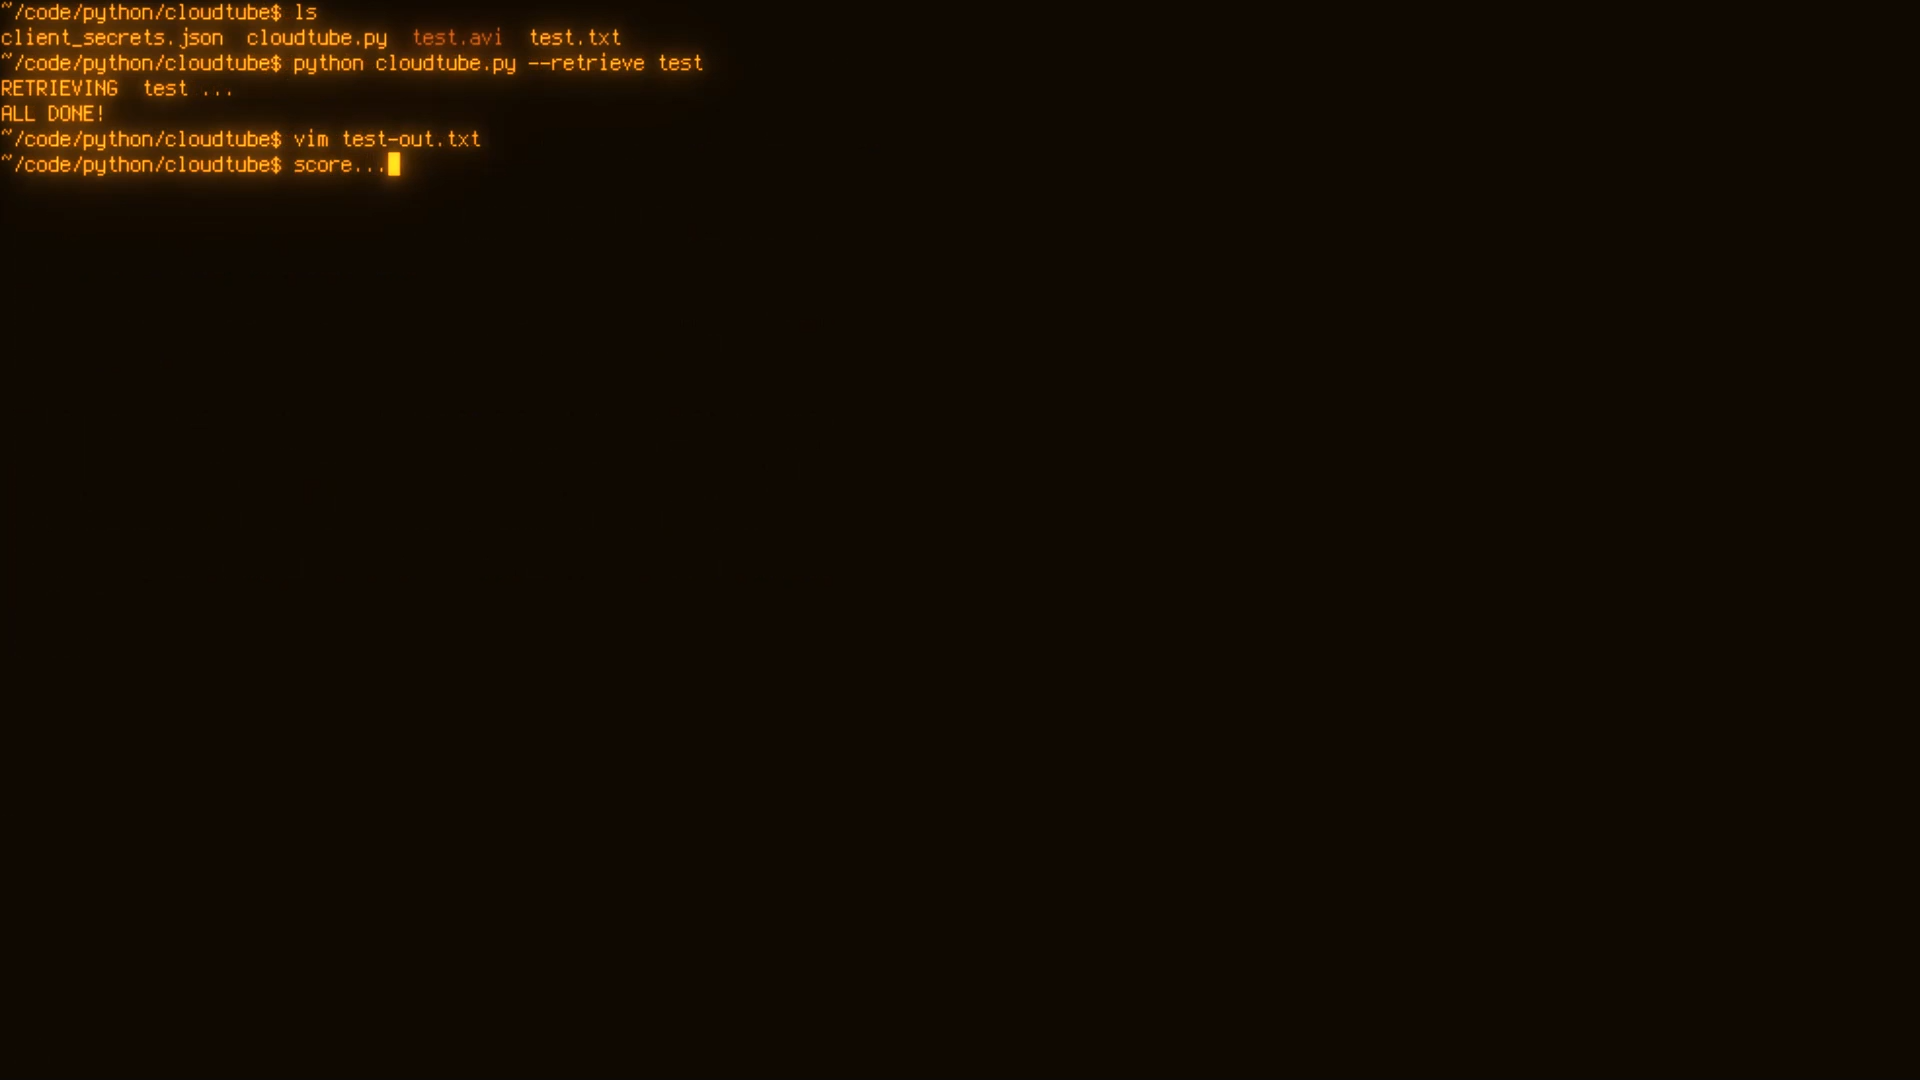 ~/code/python/cloudtube$ ls
client_secrets.json  cloudtube.py  test.avi  test.txt
~/code/python/cloudtube$ python cloudtube.py --retrieve test
RETRIEVING  test ...
ALL DONE!
~/code/python/cloudtube$ vim test-out.txt
~/code/python/cloudtube$ score...